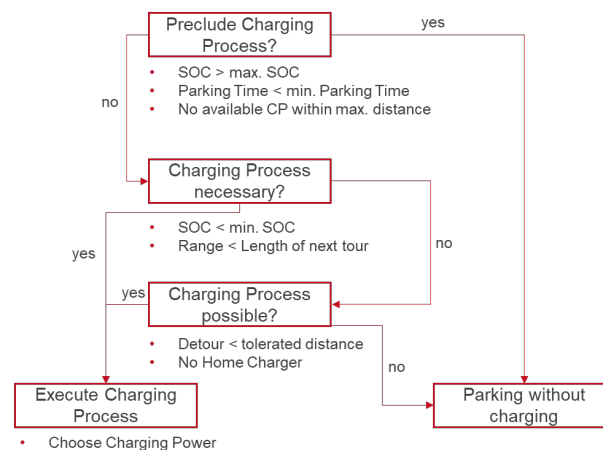 Preclude Charging
Process?
yes
• SOC > max. SOC
• Parking Time < min. Parking Time
• No available CP within max. distance
no
Charging Process
necessary?
• SOC < min. SOC
• Range < Length of next tour
yes
no
yes
Charging Process
possible?
• Detour < tolerated distance
• No Home Charger
no
Execute Charging
Process
Parking without
charging
• Choose Charging Power